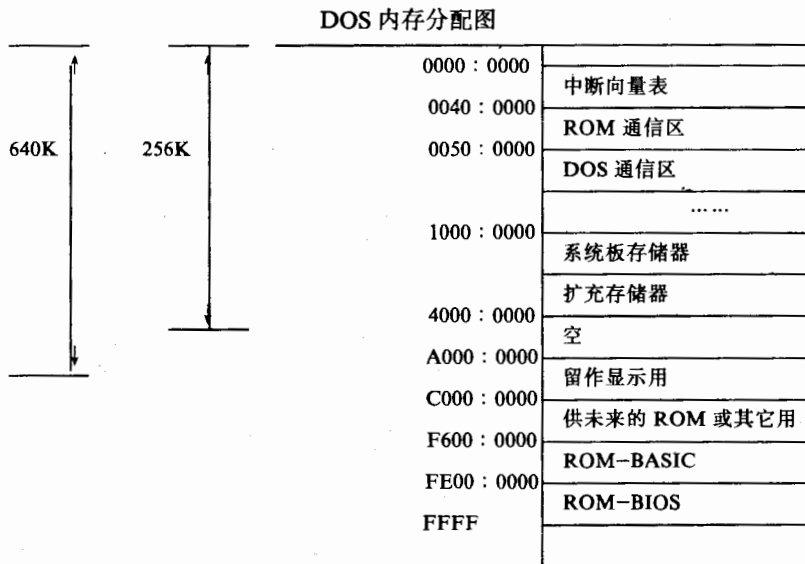 DOS 内存分配图
0000：0000
中断向量表
0040：0000
ROM 通信区
640K
256K
0050：0000
DOS 通信区
……
1000：0000
系统板存储器
扩充存储器
4000：0000
空
A000：0000
留作显示用
C000：0000
供未来的 ROM 或其它用
F600：0000
ROM-BASIC
FE00：0000
ROM-BIOS
FFFF